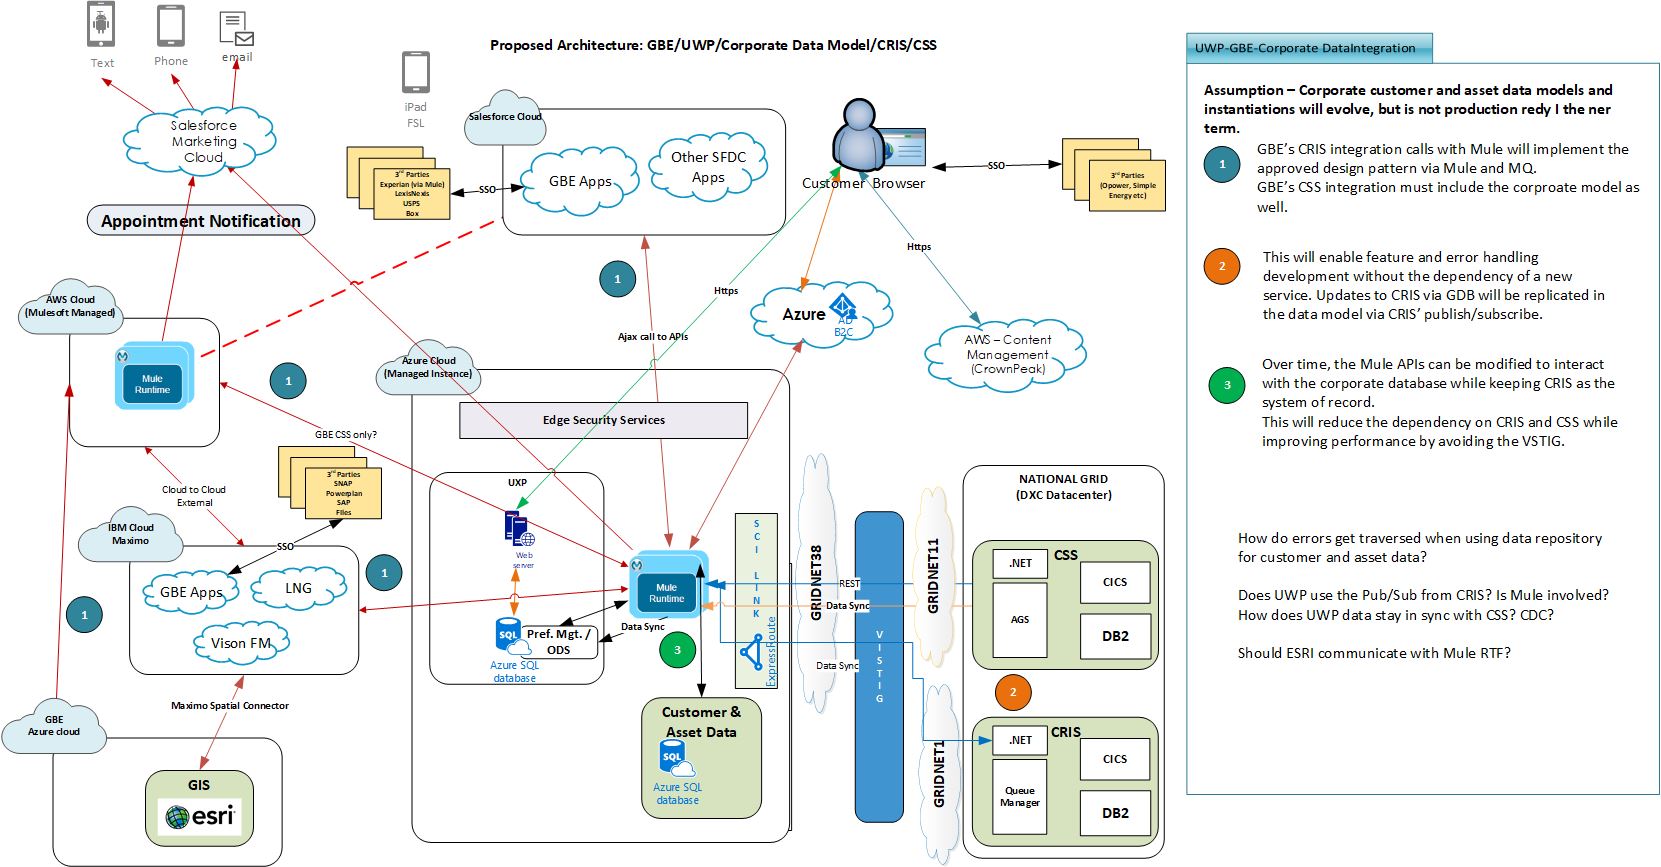 Proposed Architecture: GBE/UWP/Corporate Data Model/CRIS/CSS
Text
Phone
email
iPad
FSL
Salesforce
Marketing
Cloud
Appointment Notification
Salesforce Cloud
GBE Apps
Other SFDC
Apps
3rd Parties
Experian (via Mule)
LexisNexis
USPS
Box
SSO
Customer Browser
SSO
3rd Parties
(Opower, Simple
Energy etc)
Https
Https
1
Ajax call to APIs
Azure
AD
B2C
AWS – Content
Management
(CrownPeak)
AWS Cloud
(Mulesoft Managed)
Mule
Runtime
1
GBE CSS only?
Cloud to Cloud
External
3rd Parties
SNAP
Powerplan
SAP
Files
SSO
IBM Cloud
Maximo
GBE Apps
LNG
Vison FM
1
1
Maximo Spatial Connector
GBE
Azure cloud
GIS
esri
Azure Cloud
(Managed Instance)
Edge Security Services
UXP
Web
server
SQL
Azure SQL
database
Pref. Mgt. /
ODS
Data Sync
Mule
Runtime
3
Customer &
Asset Data
SQL
Azure SQL
database
SCI LINK
ExpressRoute
GRIDNET38
REST
Data Sync
Data Sync
VISTIG
GRIDNET11
GRIDNET1
NATIONAL GRID
(DXC Datacenter)
CSS
.NET
AGS
CICS
DB2
2
CRIS
.NET
Queue
Manager
CICS
DB2
UWP-GBE-Corporate DataIntegration
Assumption – Corporate customer and asset data models and
instantiations will evolve, but is not production redy I the ner
term.
1
GBE’s CRIS integration calls with Mule will implement the
approved design pattern via Mule and MQ.
GBE’s CSS integration must include the corproate model as
well.
2
This will enable feature and error handling
development without the dependency of a new
service. Updates to CRIS via GDB will be replicated in
the data model via CRIS’ publish/subscribe.
3
Over time, the Mule APIs can be modified to interact
with the corporate database while keeping CRIS as the
system of record.
This will reduce the dependency on CRIS and CSS while
improving performance by avoiding the VSTIG.
How do errors get traversed when using data repository
for customer and asset data?
Does UWP use the Pub/Sub from CRIS? Is Mule involved?
How does UWP data stay in sync with CSS? CDC?
Should ESRI communicate with Mule RTF?